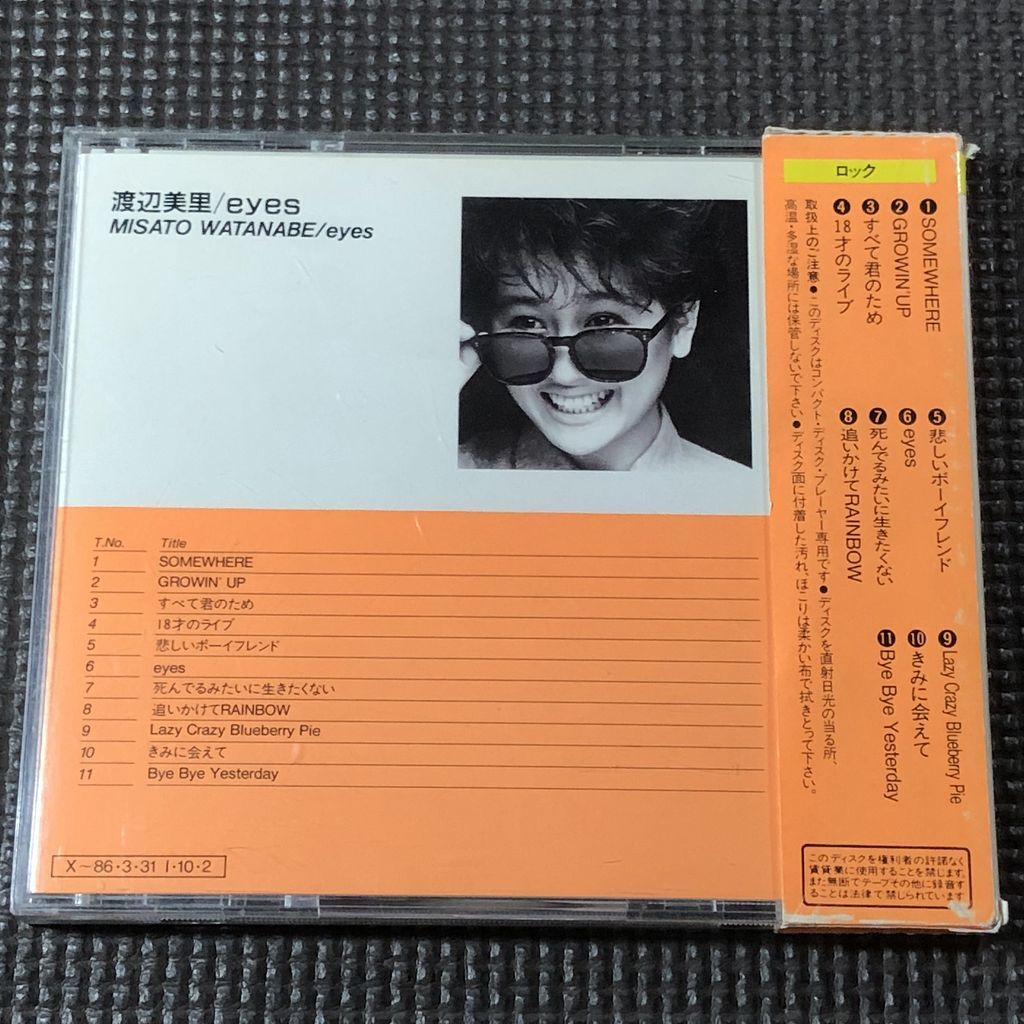 渡辺美里/eyes
MISATO WATANABE/eyes
T.No. Title
1 SOMEWHERE
2 GROWIN' UP
3 すべて君のため
4 18才のライブ
5 悲しいボーイフレンド
6 eyes
7 死んでるみたいに生きたくない
8 追いかけてRAINBOW
9 Lazy Crazy Blueberry Pie
10 きみに会えて
11 Bye Bye Yesterday
X~86・3・31 I・10・2
ロック
❶SOMEWHERE
❷GROWIN'UP
❸すべて君のため
❹18才のライブ
❺悲しいボーイフレンド
❻eyes
❼死んでるみたいに生きたくない
❽追いかけてRAINBOW
❾Lazy Crazy Blueberry Pie
❿きみに会えて
⓫Bye Bye Yesterday
取扱上のご注意●このディスクはコンパクト・ディスク・プレーヤー専用です●ディスクを直射日光の当る所、
高温・多湿な場所には保管しないで下さい●ディスク面に付着した汚れ、ほこりは柔かい布で拭きとって下さい。
このディスクを権利者の許諾なく
賃貸業に使用することを禁じます。
また無断でテープその他に録音す
ることは法律で禁じられています